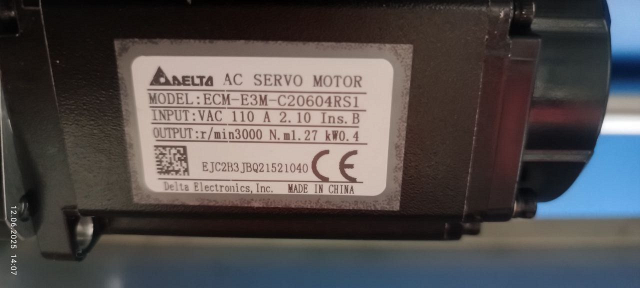 DELTA AC SERVO MOTOR
MODEL:ECM-E3M-C20604RS1
INPUT:VAC 110 A 2.10 Ins.B
OUTPUT:r/min3000 N.m1.27 kW0.4
EJC2B3JBQ21521040 CE
Delta Electronics,Inc. MADE IN CHINA
12.06.2025 14:07